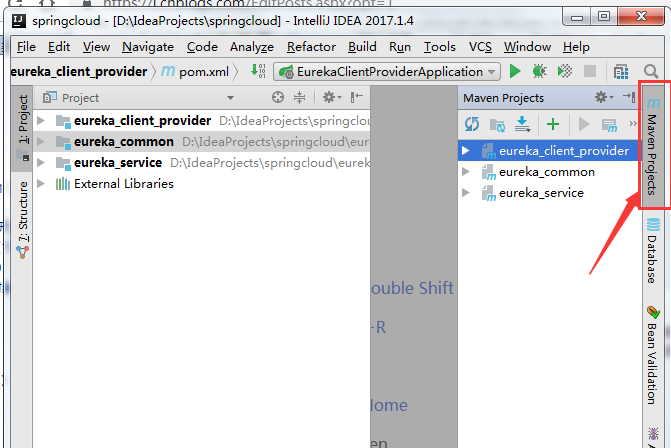 https://i.cnblogs.com/EditPosts.aspx?opt=1
springcloud - [D:\IdeaProjects\springcloud] - IntelliJ IDEA 2017.1.4
File Edit View Navigate Code Analyze Refactor Build Run Tools VCS Window Help
eureka_client_provider pom.xml EurekaClientProviderApplication
1: Project
7: Structure
Project
eureka_client_provider D:\IdeaProjects\springclou
eureka_common D:\IdeaProjects\springcloud\eur
eureka_service D:\IdeaProjects\springcloud\eurek
External Libraries
ouble Shift
-R
Home
en
Maven Projects
eureka_client_provider
eureka_common
eureka_service
Maven Projects
Database
Bean Validation